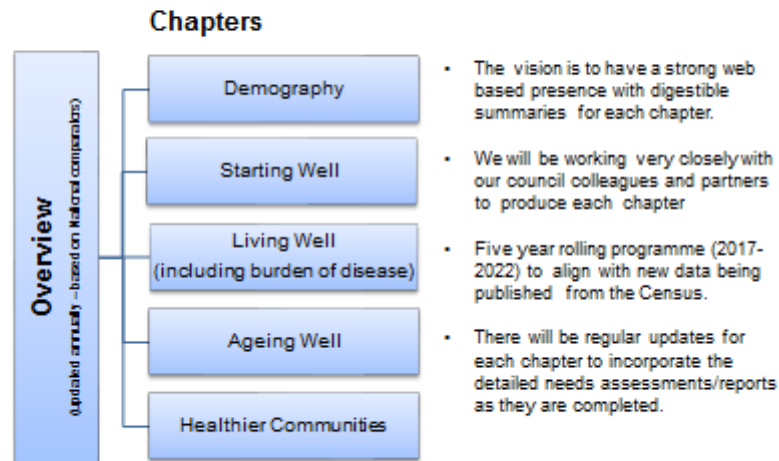 Chapters
Overview
(updated annually – based on National comparators)
Demography
Starting Well
Living Well
(including burden of disease)
Ageing Well
Healthier Communities
• The vision is to have a strong web
based presence with digestible
summaries for each chapter.
• We will be working very closely with
our council colleagues and partners
to produce each chapter
• Five year rolling programme (2017-
2022) to align with new data being
published from the Census.
• There will be regular updates for
each chapter to incorporate the
detailed needs assessments/reports
as they are completed.